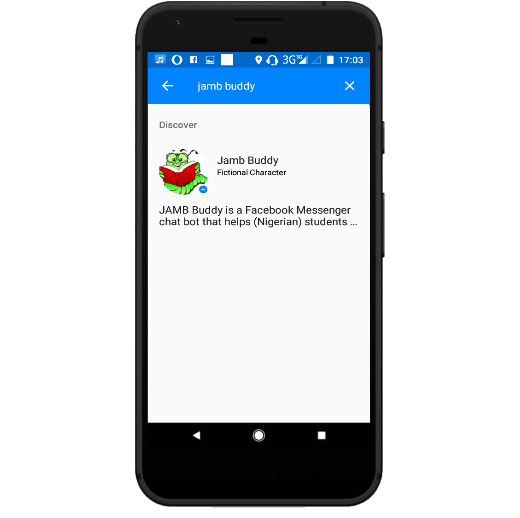 3G 17:03
jamb buddy
Discover
Jamb Buddy
Fictional Character
JAMB Buddy is a Facebook Messenger
chat bot that helps (Nigerian) students ...